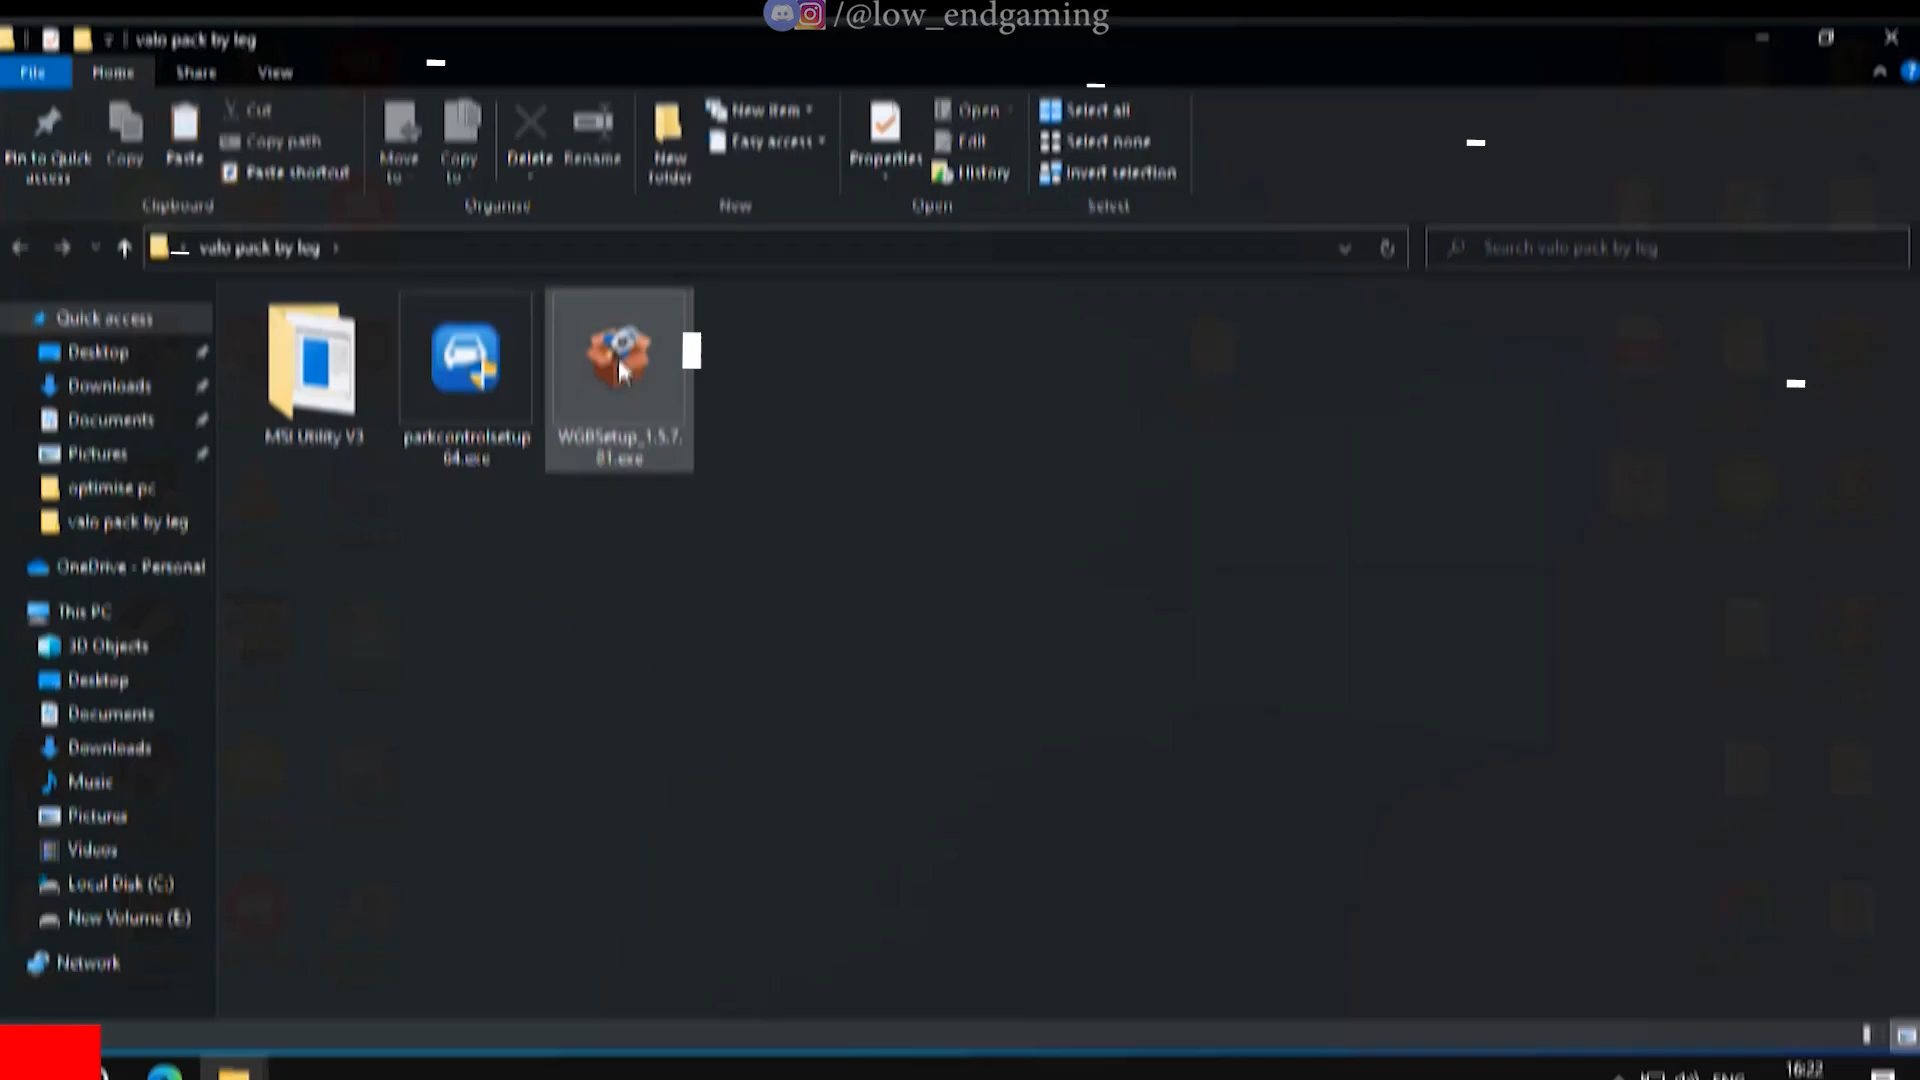 /@low_endgaming
valo pack by leg
File Home Share View
Pin to Quick access
Copy
Paste
Cut
Copy path
Paste shortcut
Move to
Copy to
Delete
Rename
New folder
New item
Easy access
Properties
Open
Edit
History
Select all
Select none
Invert selection
Clipboard
Organise
New
Open
Select
valo pack by leg
Search valo pack by leg
Quick access
Desktop
Downloads
Documents
Pictures
optimise pc
valo pack by leg
OneDrive - Personal
This PC
3D Objects
Desktop
Documents
Downloads
Music
Pictures
Videos
Local Disk (C:)
New Volume (E:)
Network
MSI Utility V3
parkcontrolsetup
64.exe
WGBSetup_1.5.7.
81.exe
ENG
16:22